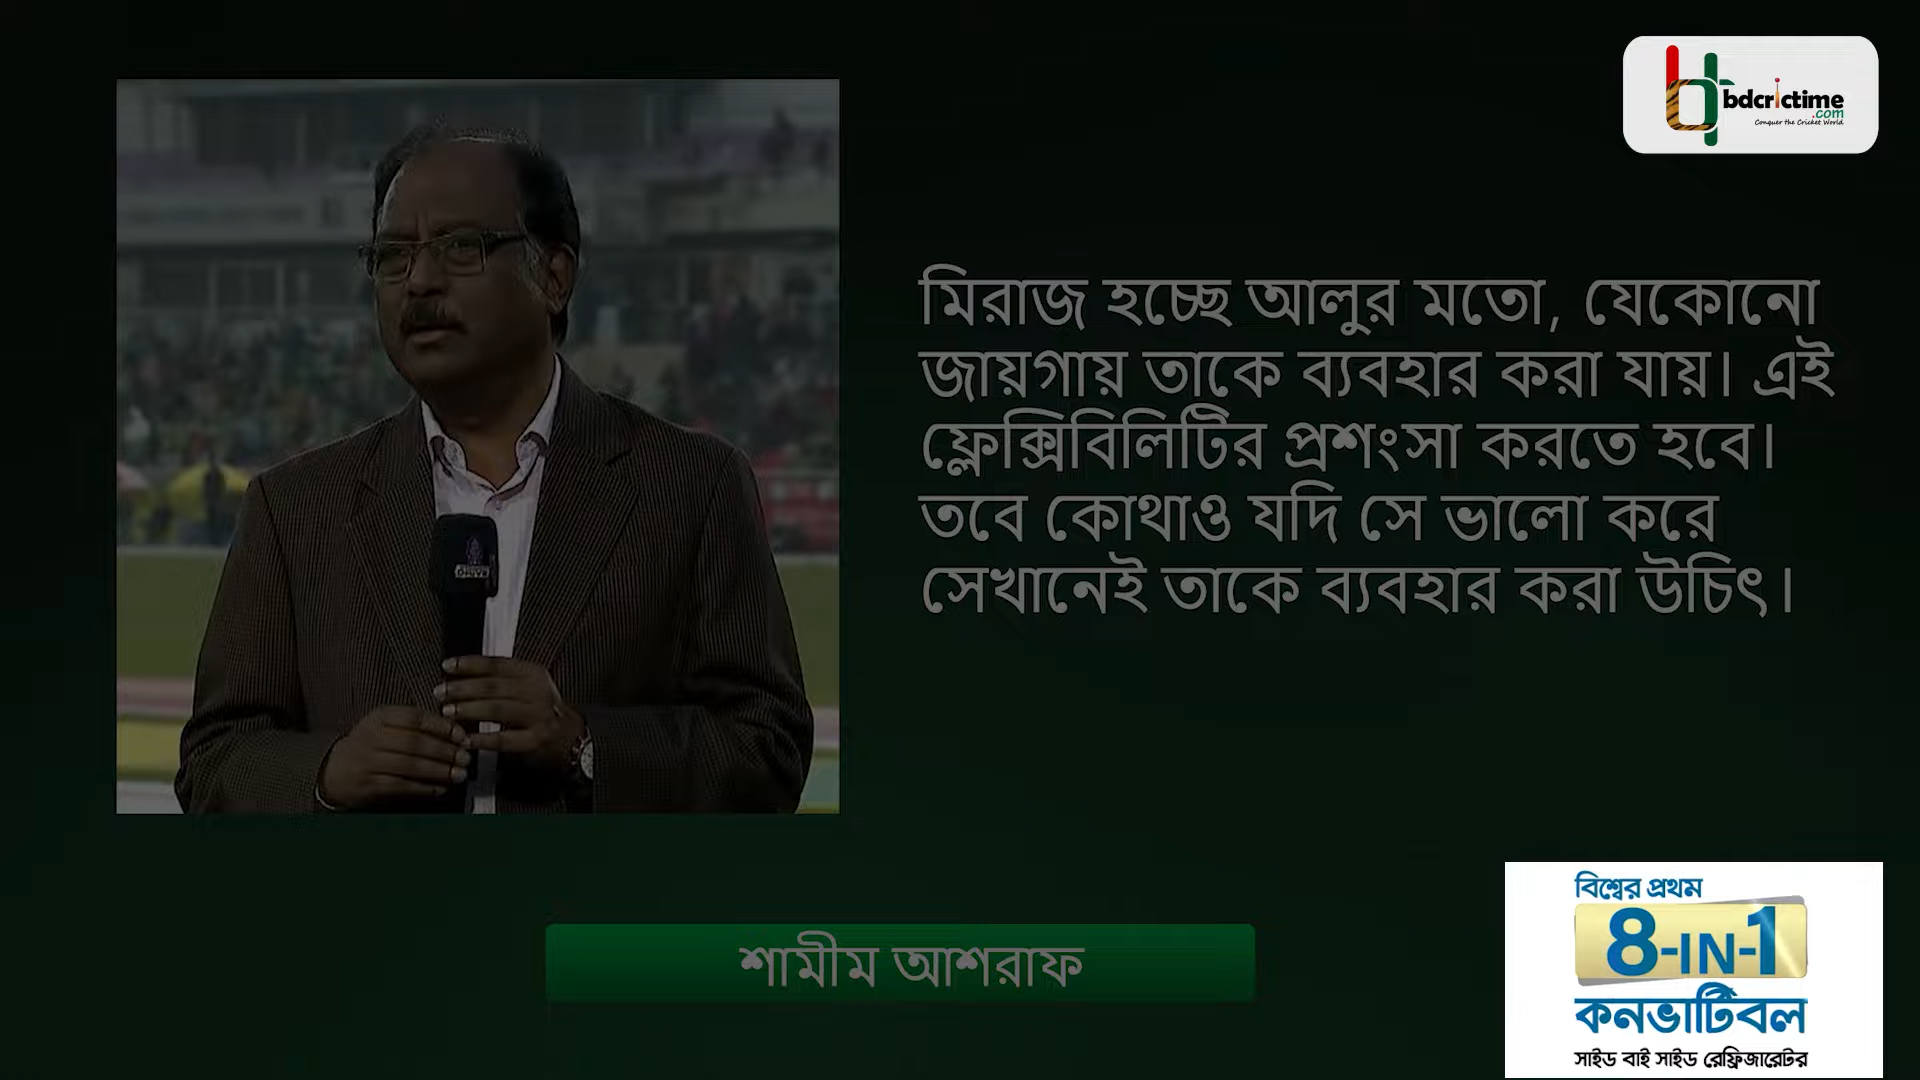 bdcrictime
.com
Conquer the Cricket World
মিরাজ হচ্ছে আলুর মতো, যেকোনো
জায়গায় তাকে ব্যবহার করা যায়। এই
ফ্লেক্সিবিলিটির প্রশংসা করতে হবে।
তবে কোথাও যদি সে ভালো করে
সেখানেই তাকে ব্যবহার করা উচিৎ।
শামীম আশরাফ
বিশ্বের প্রথম
8-IN-1
কনভার্টিবল
সাইড বাই সাইড রেফ্রিজারেটর